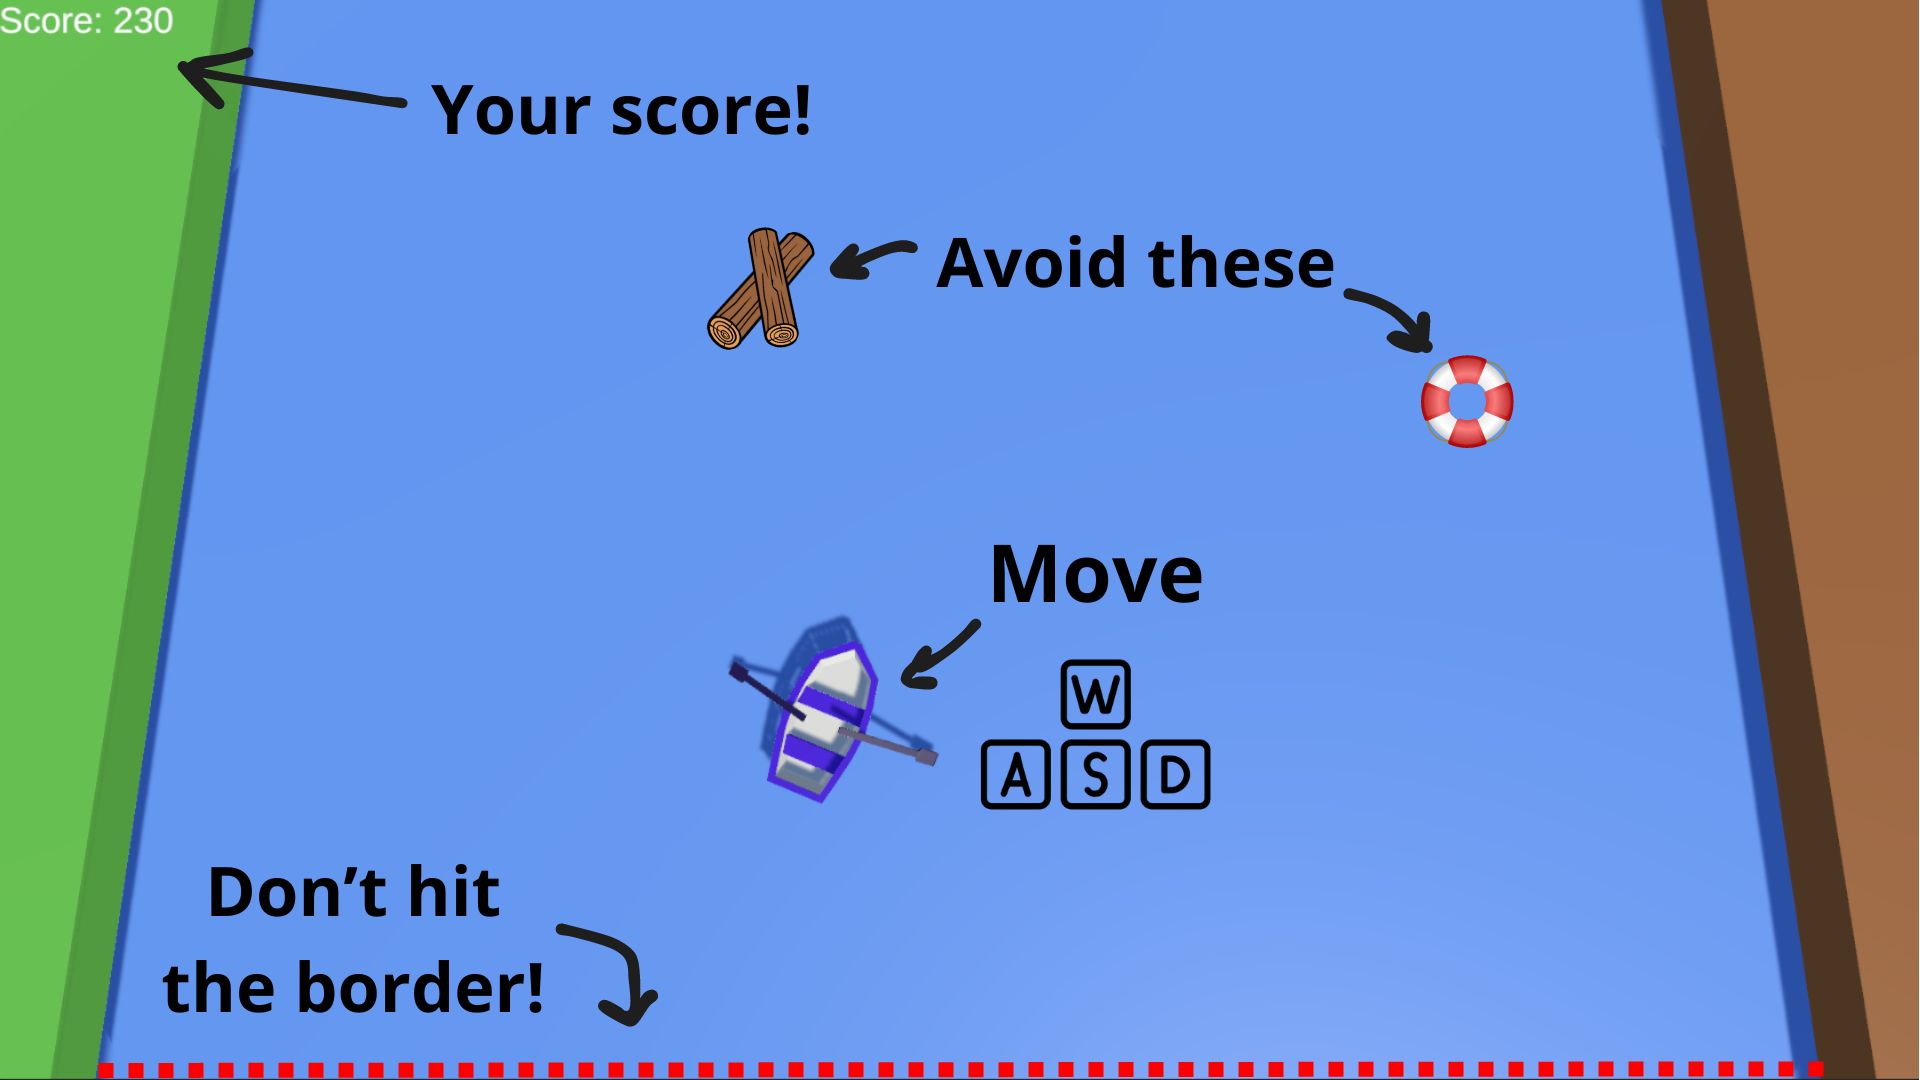 Score: 230
Your score!
Avoid these
Move
W
A S D
Don’t hit
the border!